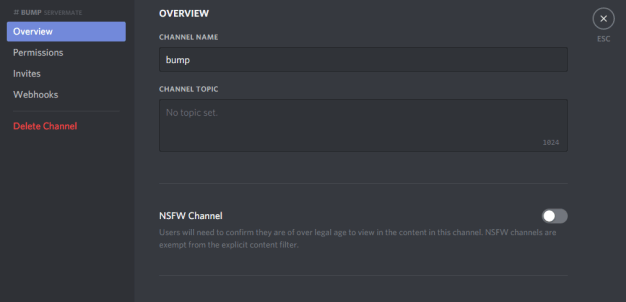 # BUMP SERVERMATE
Overview
Permissions
Invites
Webhooks
Delete Channel
OVERVIEW
CHANNEL NAME
bump
CHANNEL TOPIC
No topic set.
1024
NSFW Channel
Users will need to confirm they are of over legal age to view in the content in this channel. NSFW channels are
exempt from the explicit content filter.
ESC